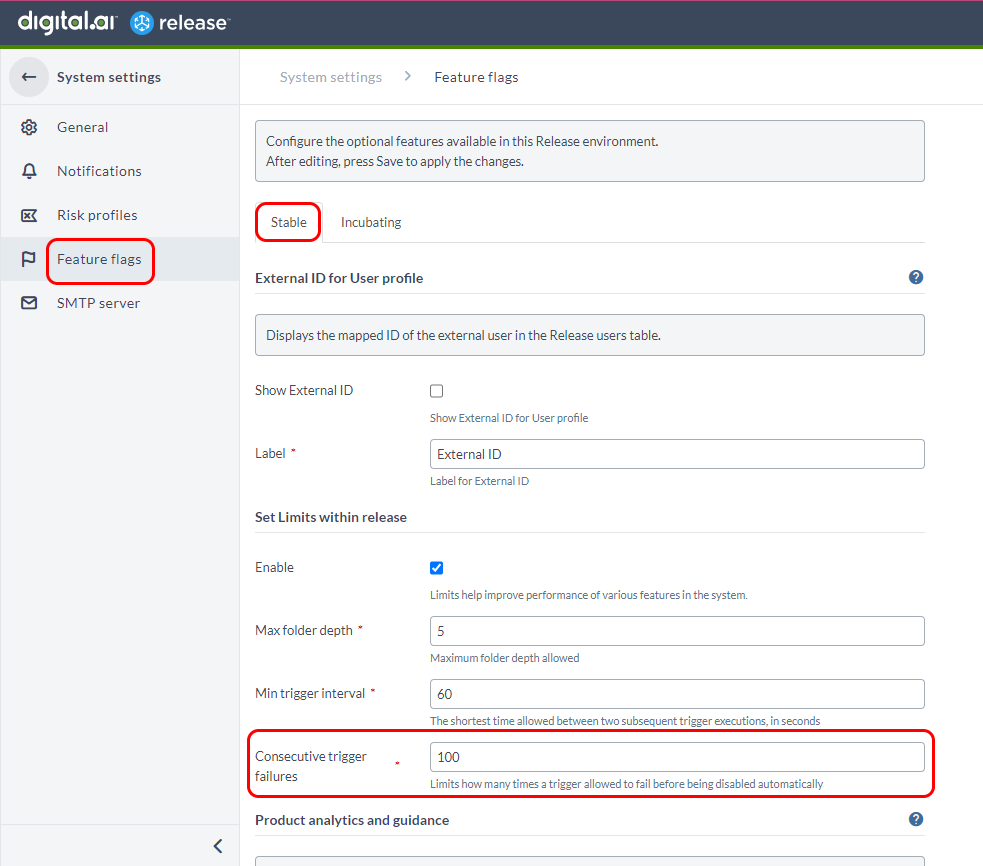 digital.ai release
System settings
System settings > Feature flags
General
Notifications
Risk profiles
Feature flags
SMTP server
Configure the optional features available in this Release environment.
After editing, press Save to apply the changes.
Stable Incubating
External ID for User profile ?
Displays the mapped ID of the external user in the Release users table.
Show External ID
Show External ID for User profile
Label * External ID
Label for External ID
Set Limits within release
Enable
Limits help improve performance of various features in the system.
Max folder depth * 5
Maximum folder depth allowed
Min trigger interval * 60
The shortest time allowed between two subsequent trigger executions, in seconds
Consecutive trigger
failures * 100
Limits how many times a trigger allowed to fail before being disabled automatically
Product analytics and guidance ?